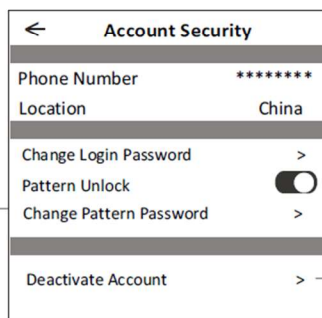 ← Account Security
Phone Number ********
Location China
Change Login Password >
Pattern Unlock
Change Pattern Password >
Deactivate Account >